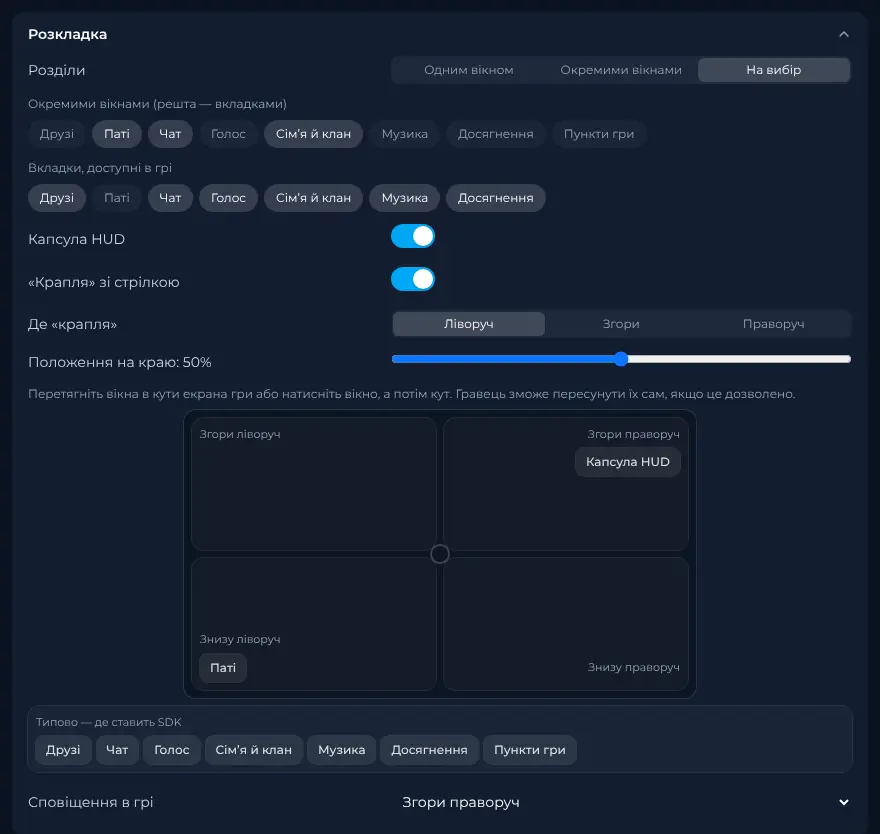 Розкладка
Розділи Одним вікном Окремими вікнами На вибір
Окремими вікнами (решта — вкладками)
Друзі Паті Чат Голос Сім’я й клан Музика Досягнення Пункти гри
Вкладки, доступні в грі
Друзі Паті Чат Голос Сім’я й клан Музика Досягнення
Капсула HUD
«Крапля» зі стрілкою
Де «крапля» Ліворуч Згори Праворуч
Положення на краю: 50%
Перетягніть вікна в кути екрана гри або натисніть вікно, а потім кут. Гравець зможе пересунути їх сам, якщо це дозволено.
Згори ліворуч Згори праворуч
Капсула HUD
Знизу ліворуч
Паті Знизу праворуч
Типово — де ставить SDK
Друзі Чат Голос Сім’я й клан Музика Досягнення Пункти гри
Сповіщення в грі Згори праворуч